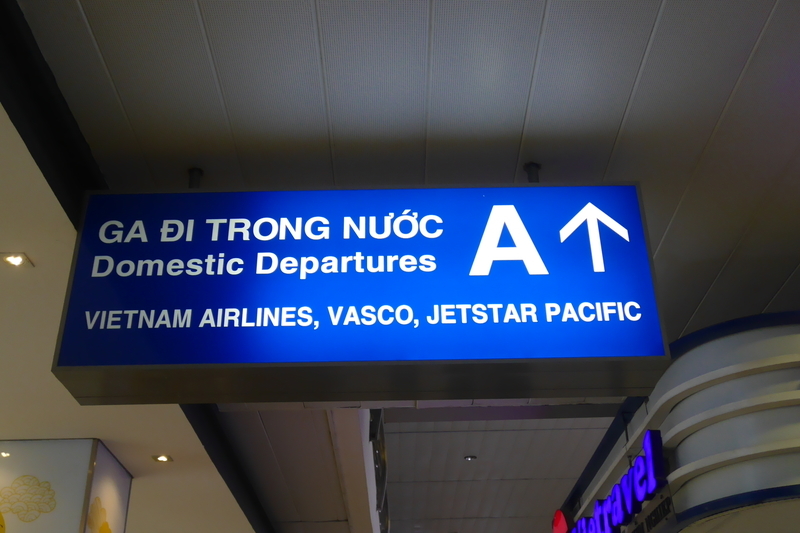 GA ĐI TRONG NƯỚC
Domestic Departures
A
VIETNAM AIRLINES, VASCO, JETSTAR PACIFIC